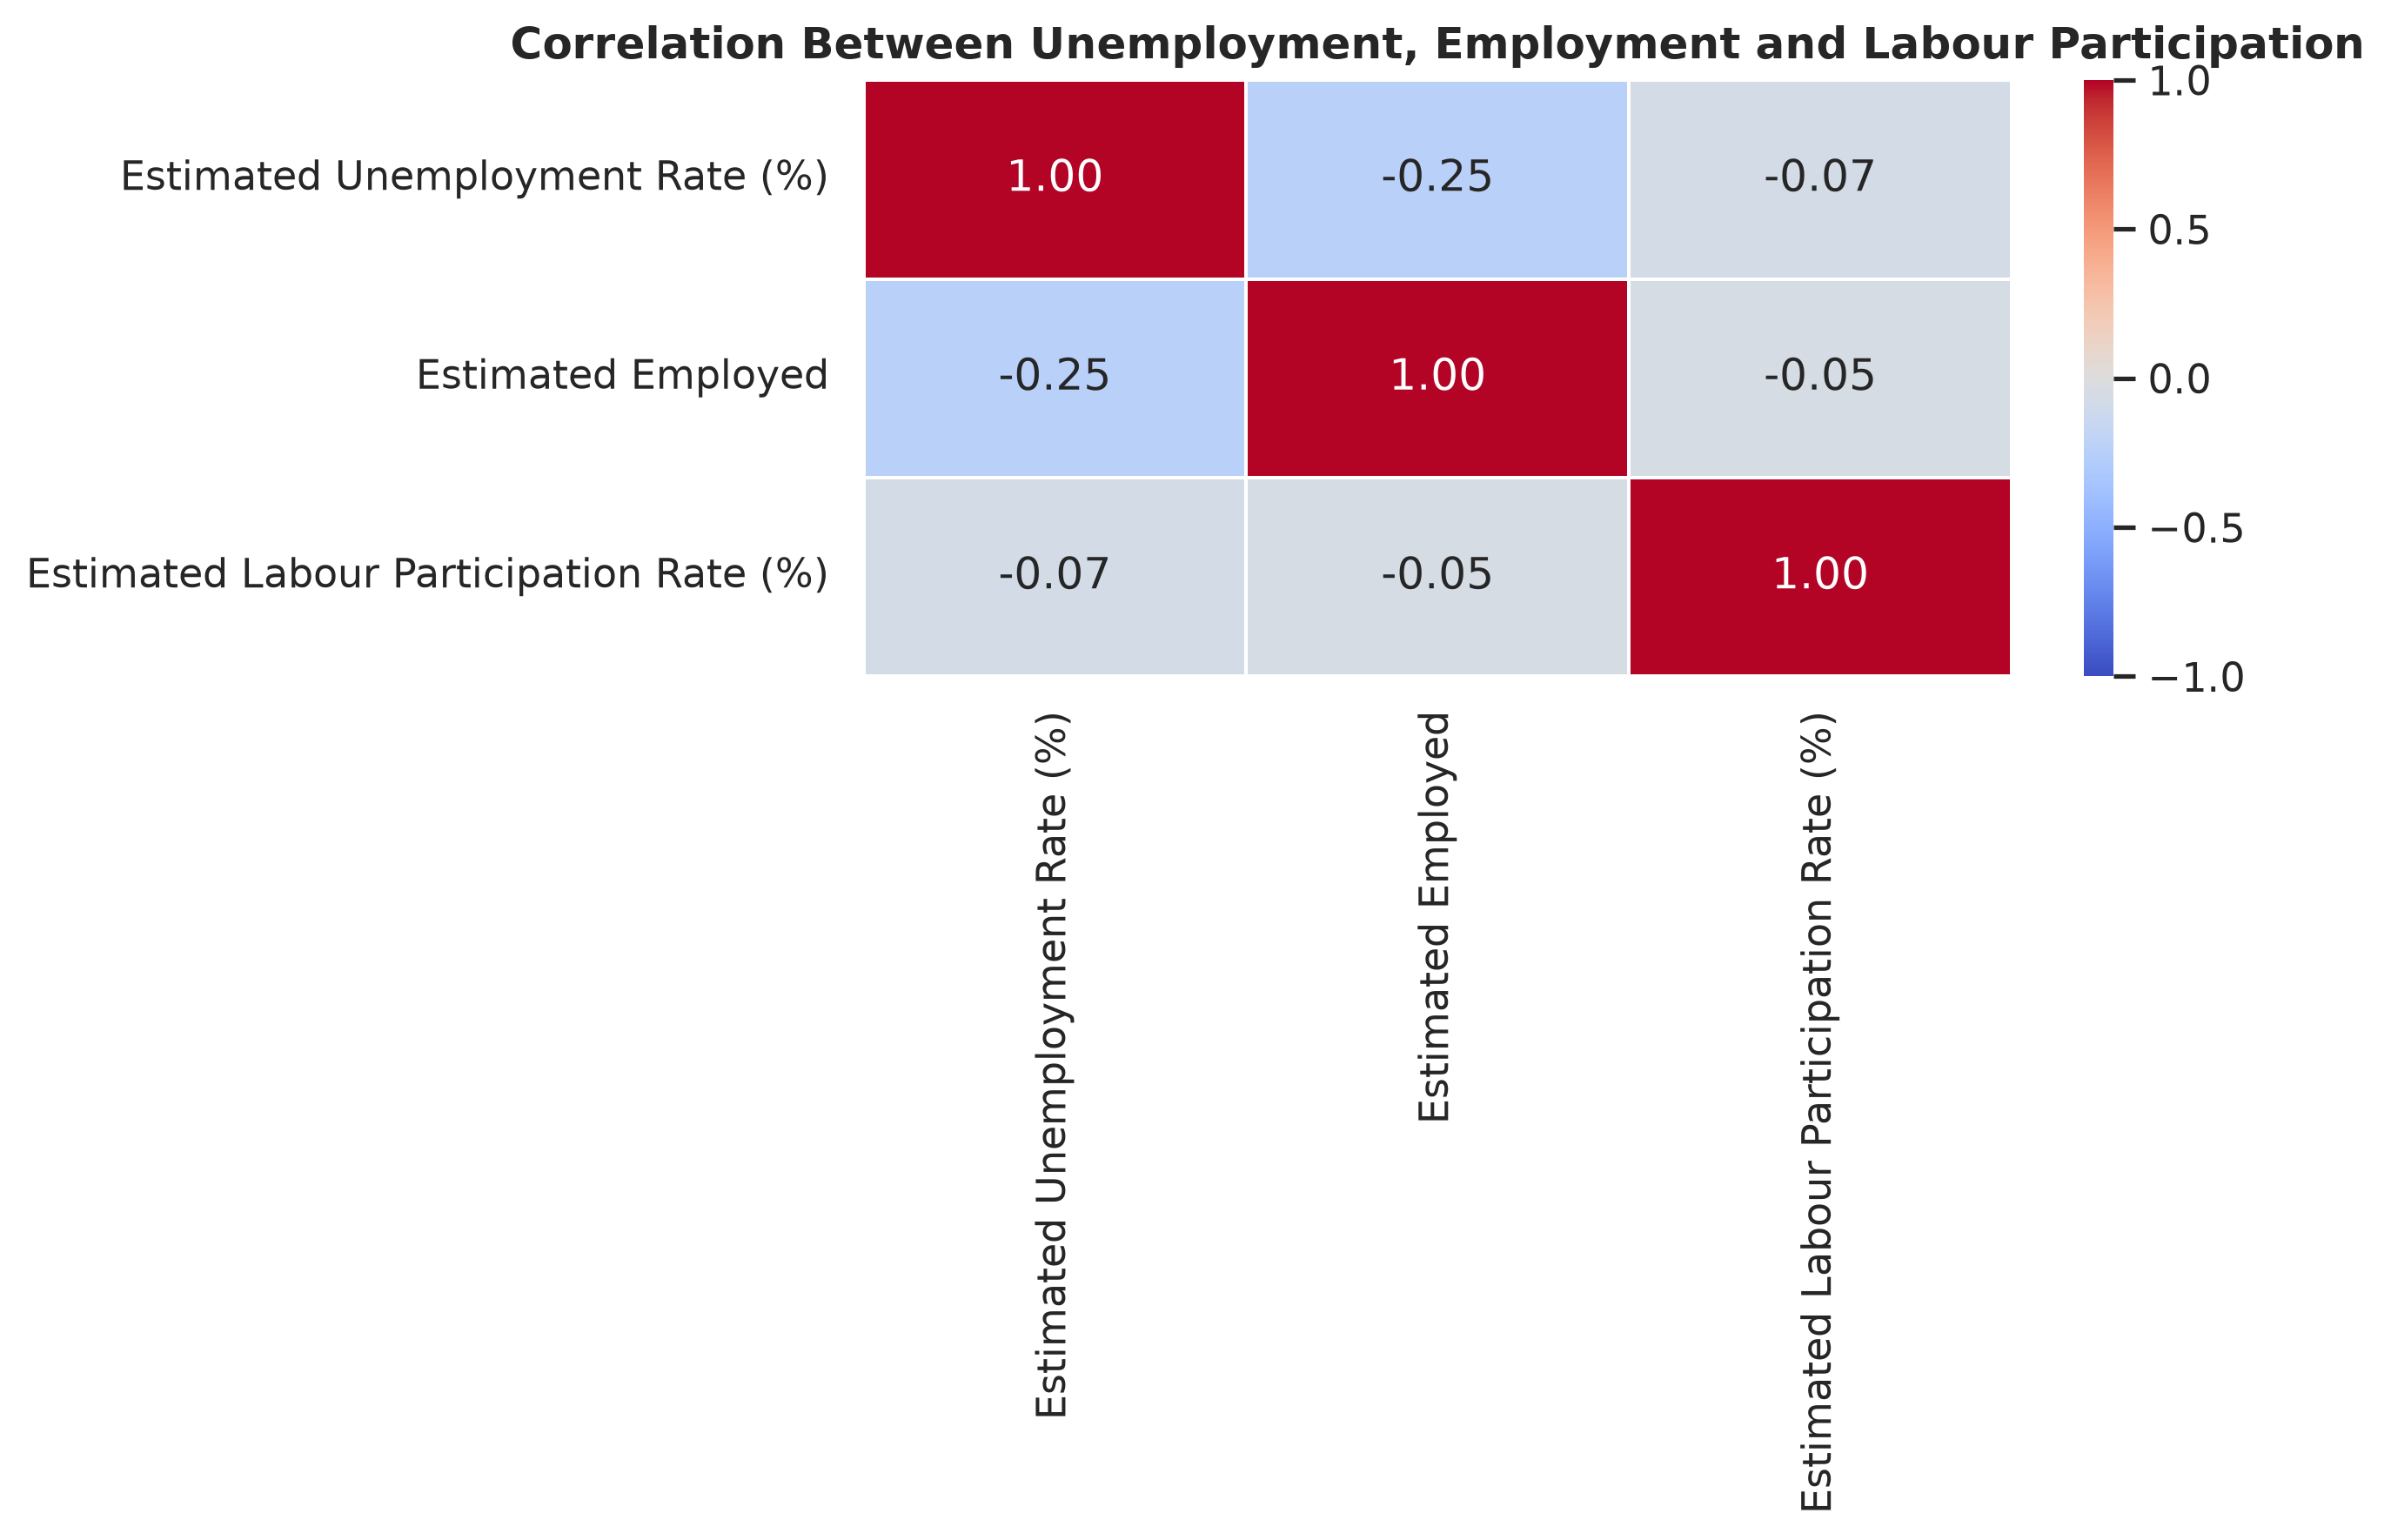 Correlation Between Unemployment, Employment and Labour Participation
Estimated Unemployment Rate (%)
1.00
-0.25
-0.07
Estimated Employed
-0.25
1.00
-0.05
Estimated Labour Participation Rate (%)
-0.07
-0.05
1.00
Estimated Unemployment Rate (%)
Estimated Employed
Estimated Labour Participation Rate (%)
1.0
0.5
0.0
−0.5
−1.0